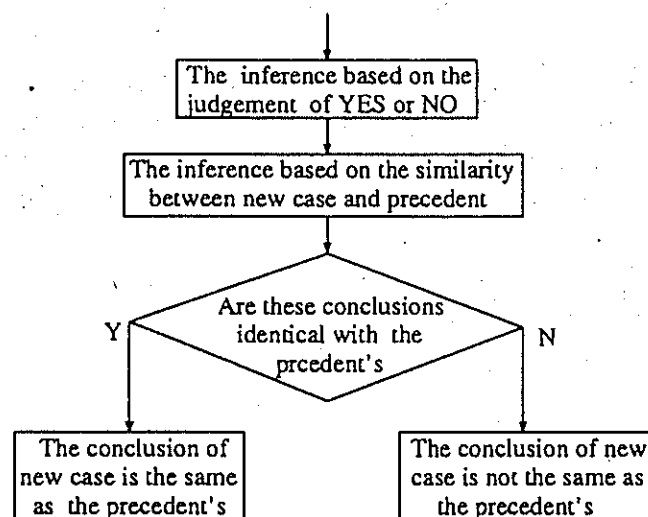 The inference based on the
judgement of YES or NO
The inference based on the similarity
between new case and precedent
Are these conclusions
identical with the
prcedent's
Y
N
The conclusion of
new case is the same
as the precedent's
The conclusion of new
case is not the same as
the precedent's